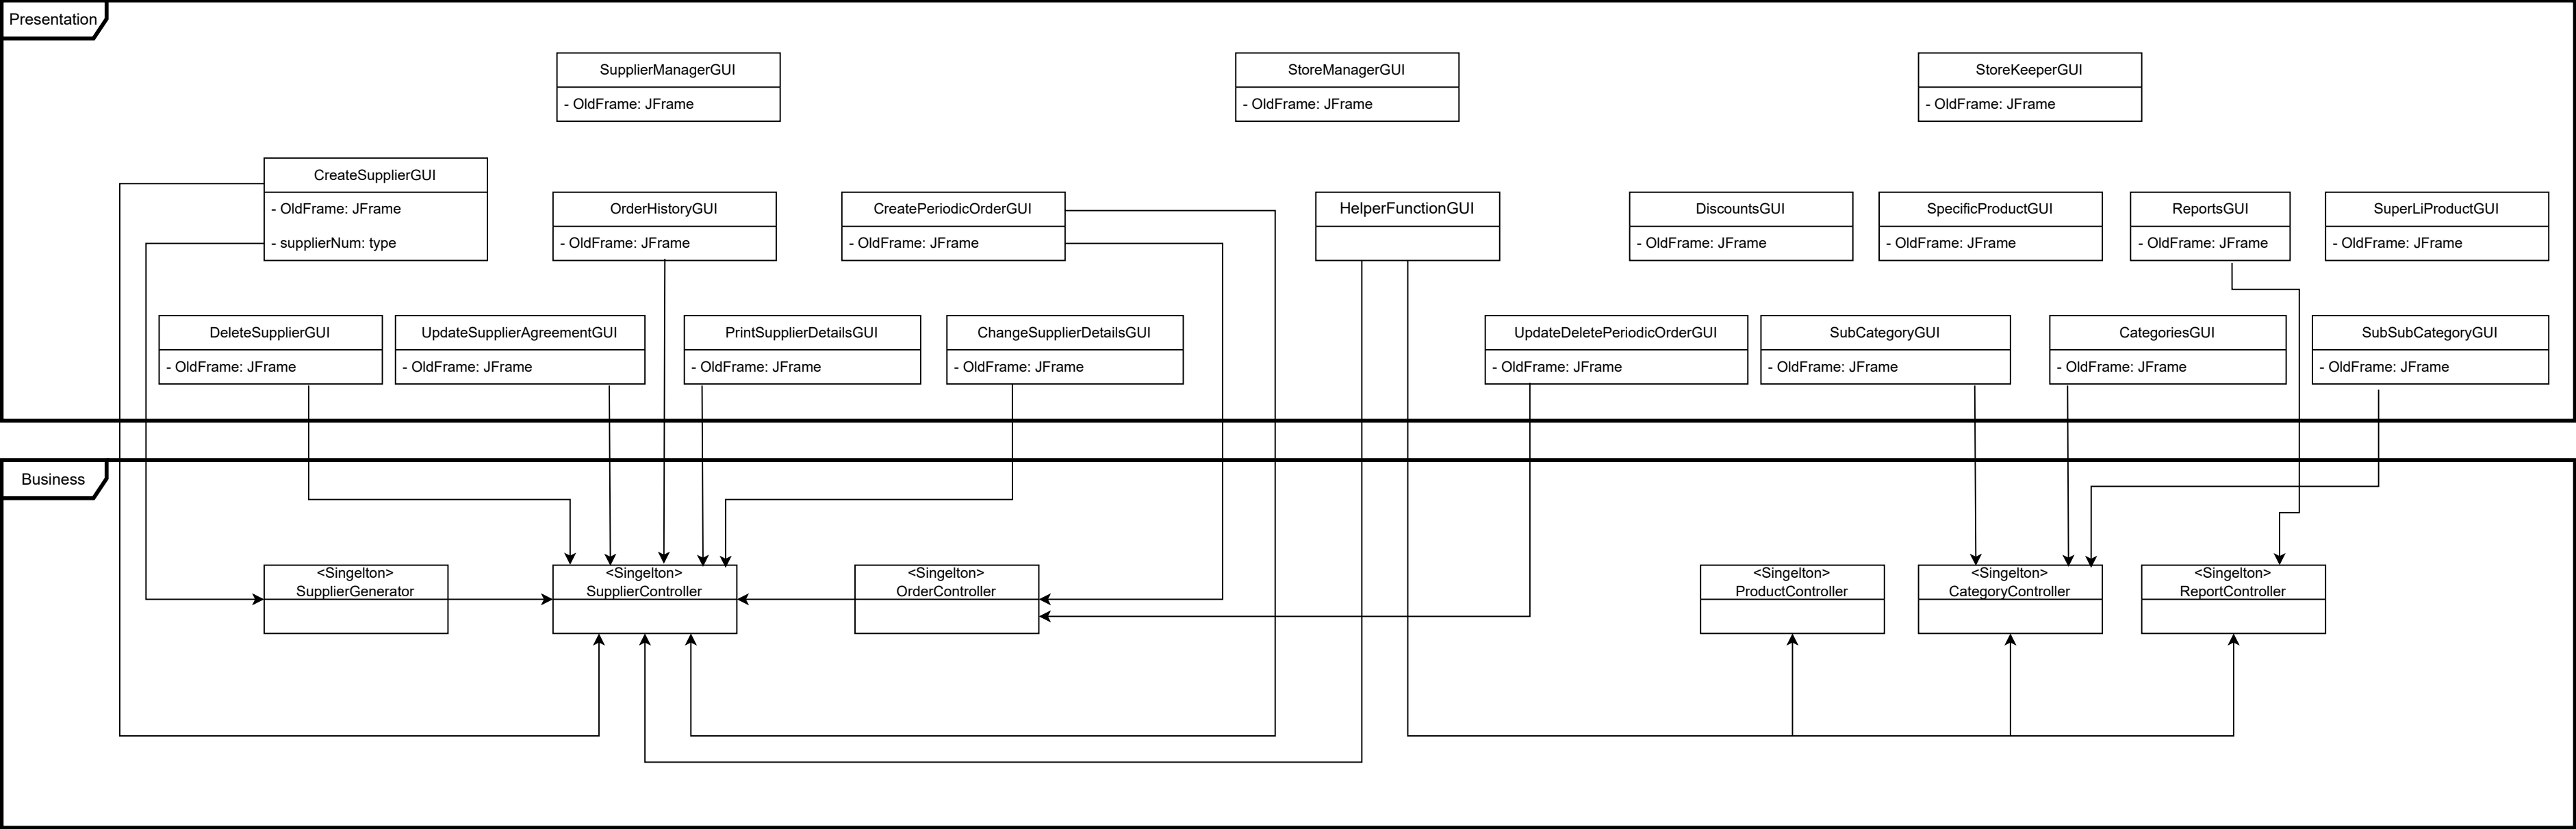 Presentation
SupplierManagerGUI
- OldFrame: JFrame
StoreManagerGUI
- OldFrame: JFrame
StoreKeeperGUI
- OldFrame: JFrame
CreateSupplierGUI
- OldFrame: JFrame
- supplierNum: type
OrderHistoryGUI
- OldFrame: JFrame
CreatePeriodicOrderGUI
- OldFrame: JFrame
HelperFunctionGUI
DiscountsGUI
- OldFrame: JFrame
SpecificProductGUI
- OldFrame: JFrame
ReportsGUI
- OldFrame: JFrame
SuperLiProductGUI
- OldFrame: JFrame
DeleteSupplierGUI
- OldFrame: JFrame
UpdateSupplierAgreementGUI
- OldFrame: JFrame
PrintSupplierDetailsGUI
- OldFrame: JFrame
ChangeSupplierDetailsGUI
- OldFrame: JFrame
UpdateDeletePeriodicOrderGUI
- OldFrame: JFrame
SubCategoryGUI
- OldFrame: JFrame
CategoriesGUI
- OldFrame: JFrame
SubSubCategoryGUI
- OldFrame: JFrame
Business
<Singelton>
SupplierGenerator
<Singelton>
SupplierController
<Singelton>
OrderController
<Singelton>
ProductController
<Singelton>
CategoryController
<Singelton>
ReportController